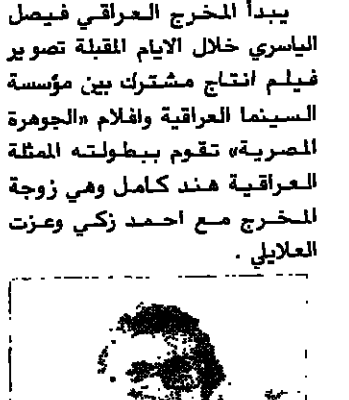 يبدأ المخرج العراقي فيصل
الياسري خلال الايام المقبلة تصوير
فيلم انتاج مشترك بين مؤسسة
السينما العراقية وافلام «الجوهرة
المصرية» تقوم ببطولته الممثلة
العراقية هند كامل وهي زوجة
المخرج مع احمد زكي وعزت
العلايلي .